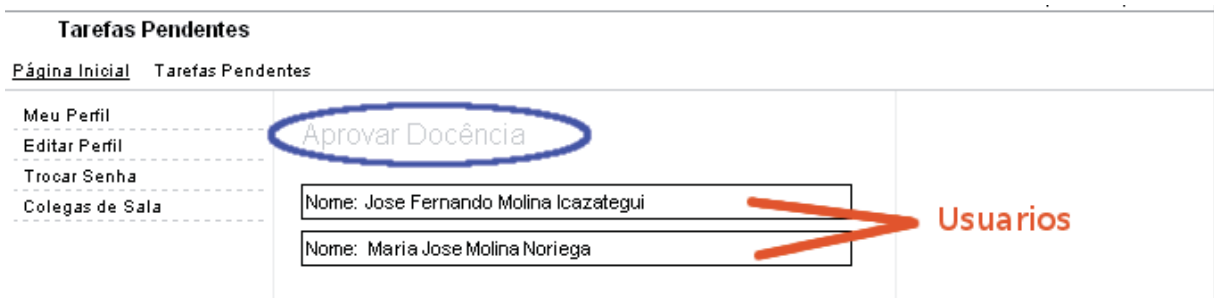 Tarefas Pendentes
Página Inicial Tarefas Pendentes
Meu Perfil
Editar Perfil
Trocar Senha
Colegas de Sala
Aprovar Docência
Nome: Jose Fernando Molina Icazategui
Nome: Maria Jose Molina Noriega
Usuarios